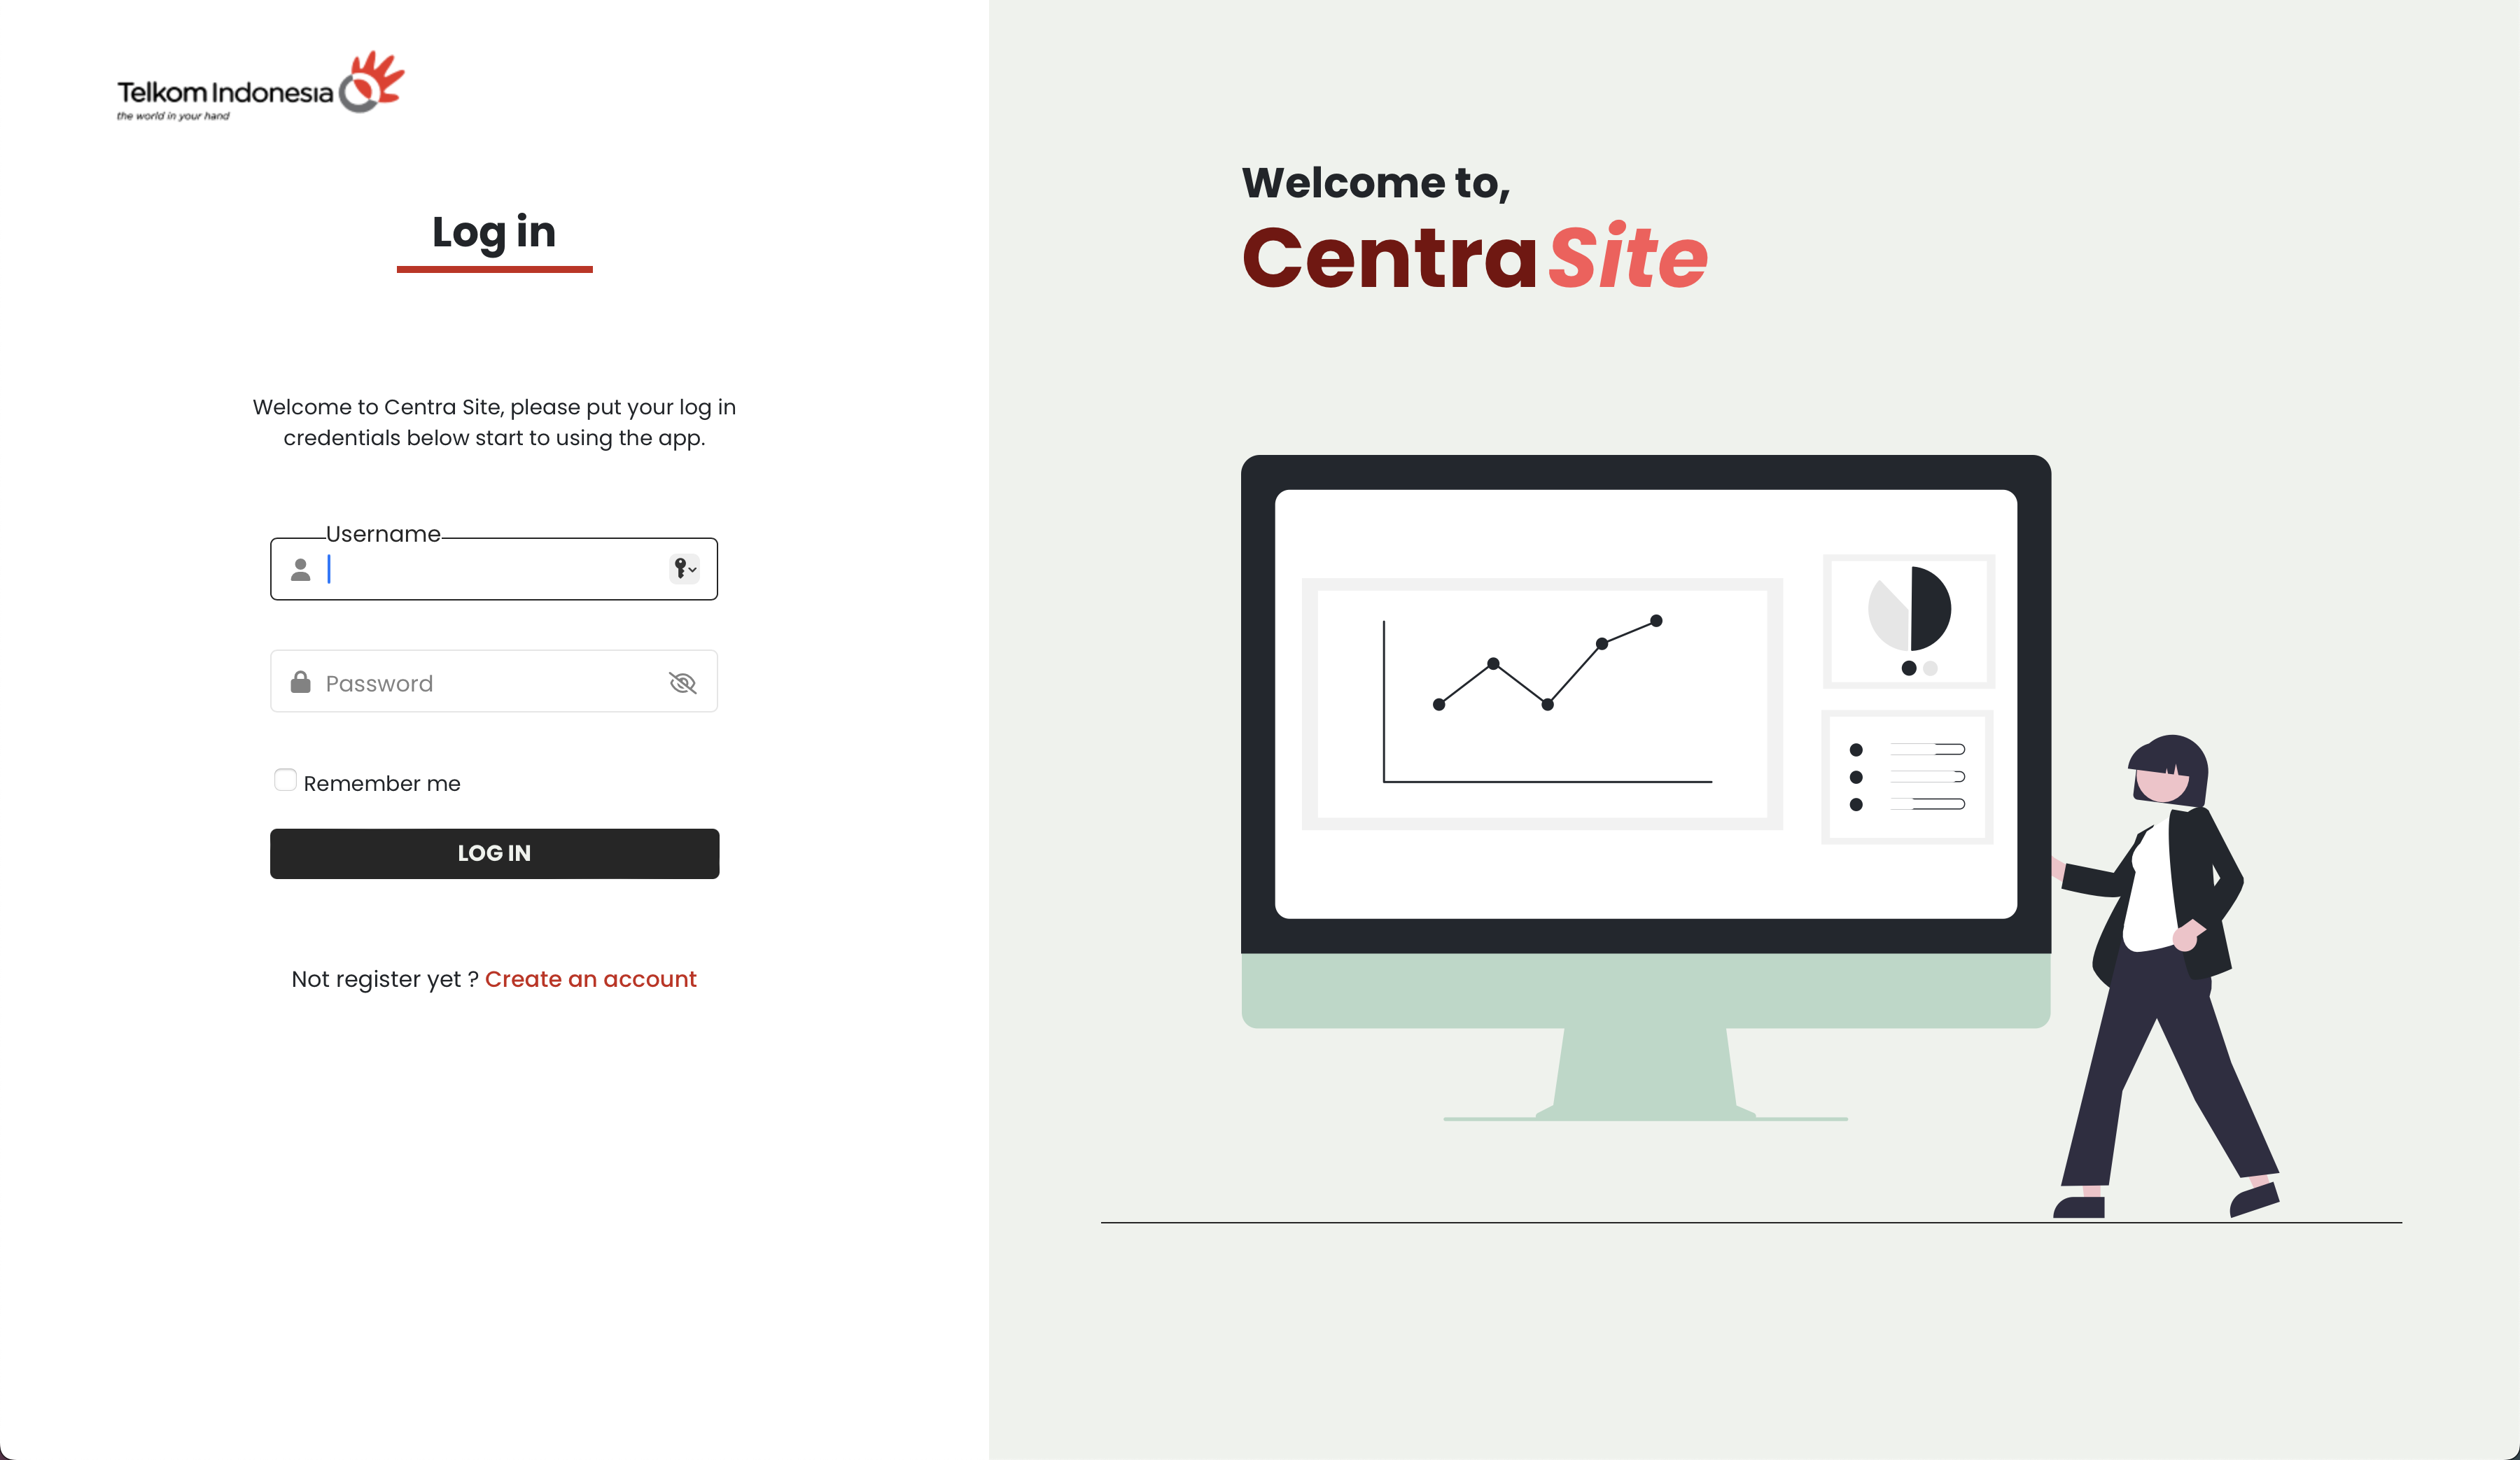 Telkom Indonesia
the world in your hand
Log in
Welcome to Centra Site, please put your log in
credentials below start to using the app.
Username
Password
Remember me
LOG IN
Not register yet ? Create an account
Welcome to,
Centra Site